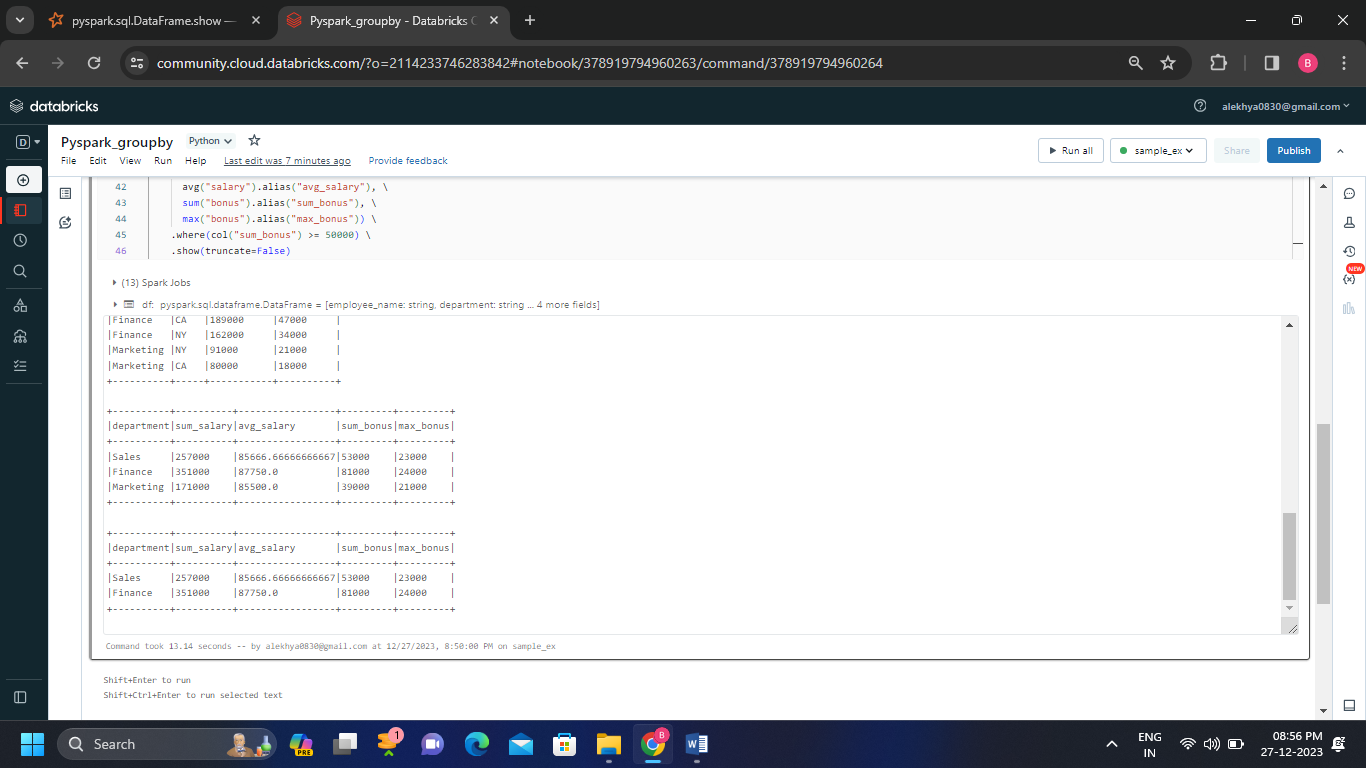 pyspark.sql.DataFrame.show —
Pyspark_groupby - Databricks C
community.cloud.databricks.com/?o=2114233746283842#notebook/378919794960263/command/378919794960264
B
databricks
alekhya0830@gmail.com
D
Pyspark_groupby
Python
File Edit View Run Help Last edit was 7 minutes ago Provide feedback
Run all
sample_ex
Share
Publish
42 avg("salary").alias("avg_salary"), \
43 sum("bonus").alias("sum_bonus"), \
44 max("bonus").alias("max_bonus")) \
45 .where(col("sum_bonus") >= 50000) \
46 .show(truncate=False)
NEW
(13) Spark Jobs
df: pyspark.sql.dataframe.DataFrame = [employee_name: string, department: string ... 4 more fields]
|Finance |CA |189000 |47000 |
|Finance |NY |162000 |34000 |
|Marketing |NY |91000 |21000 |
|Marketing |CA |80000 |18000 |
+----------+-----+----------+----------+
+----------+----------+-----------------+---------+---------+
|department|sum_salary|avg_salary |sum_bonus|max_bonus|
+----------+----------+-----------------+---------+---------+
|Sales |257000 |85666.66666666667|53000 |23000 |
|Finance |351000 |87750.0 |81000 |24000 |
|Marketing |171000 |85500.0 |39000 |21000 |
+----------+----------+-----------------+---------+---------+
+----------+----------+-----------------+---------+---------+
|department|sum_salary|avg_salary |sum_bonus|max_bonus|
+----------+----------+-----------------+---------+---------+
|Sales |257000 |85666.66666666667|53000 |23000 |
|Finance |351000 |87750.0 |81000 |24000 |
+----------+----------+-----------------+---------+---------+
Command took 13.14 seconds -- by alekhya0830@gmail.com at 12/27/2023, 8:50:00 PM on sample_ex
Shift+Enter to run
Shift+Ctrl+Enter to run selected text
Search
PRE
1
B
W
ENG
IN
08:56 PM
27-12-2023